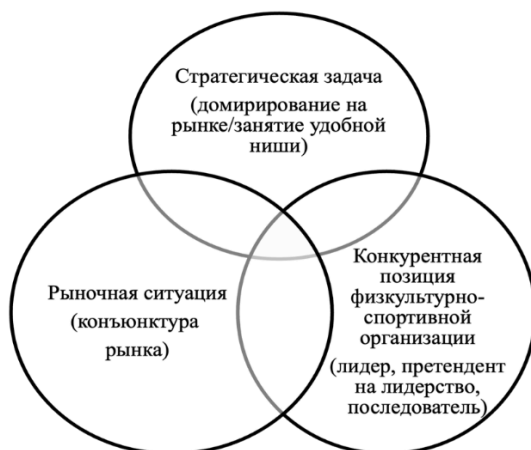 Стратегическая задача
(домирирование на
рынке/занятие удобной
ниши)
Рыночная ситуация
(конъюнктура
рынка)
Конкурентная
позиция
физкультурно-
спортивной
организации
(лидер, претендент
на лидерство,
последователь)